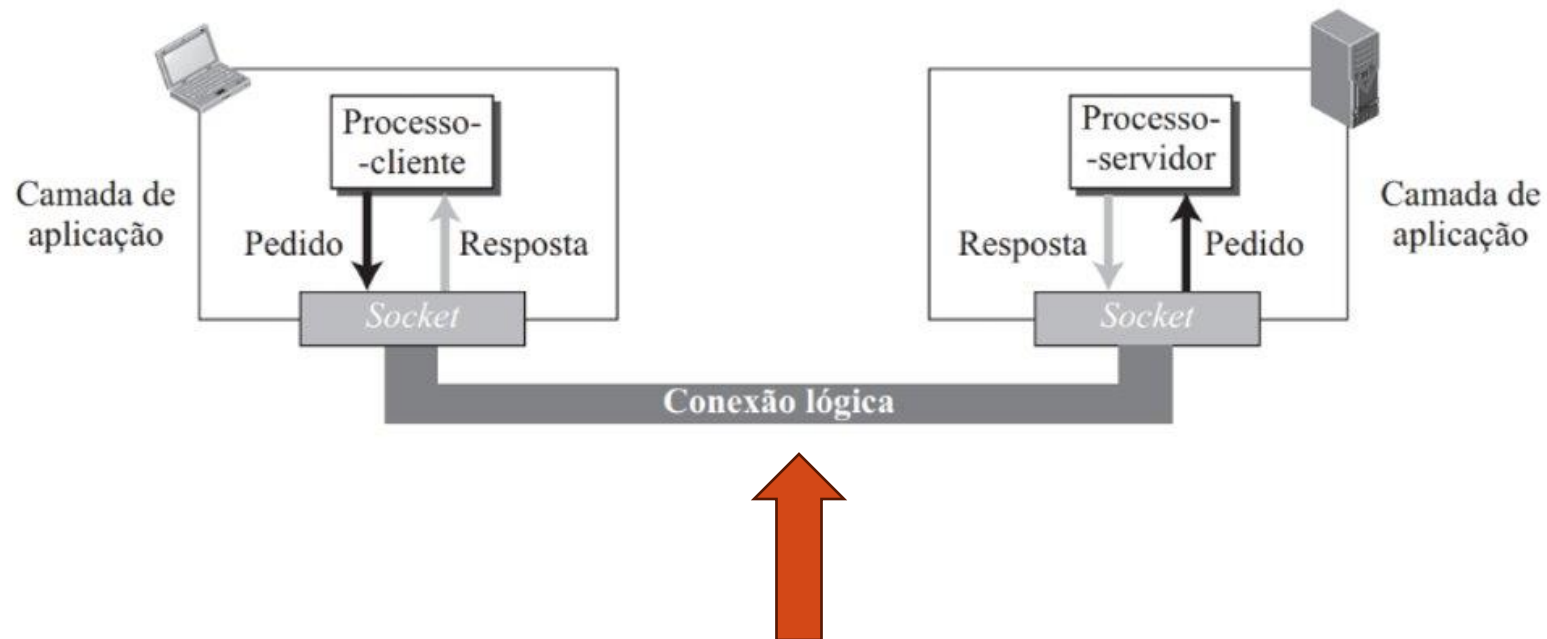 Camada de
aplicação
Processo-
-cliente
Pedido
Resposta
Socket
Processo-
-servidor
Resposta
Pedido
Socket
Camada de
aplicação
Conexão lógica